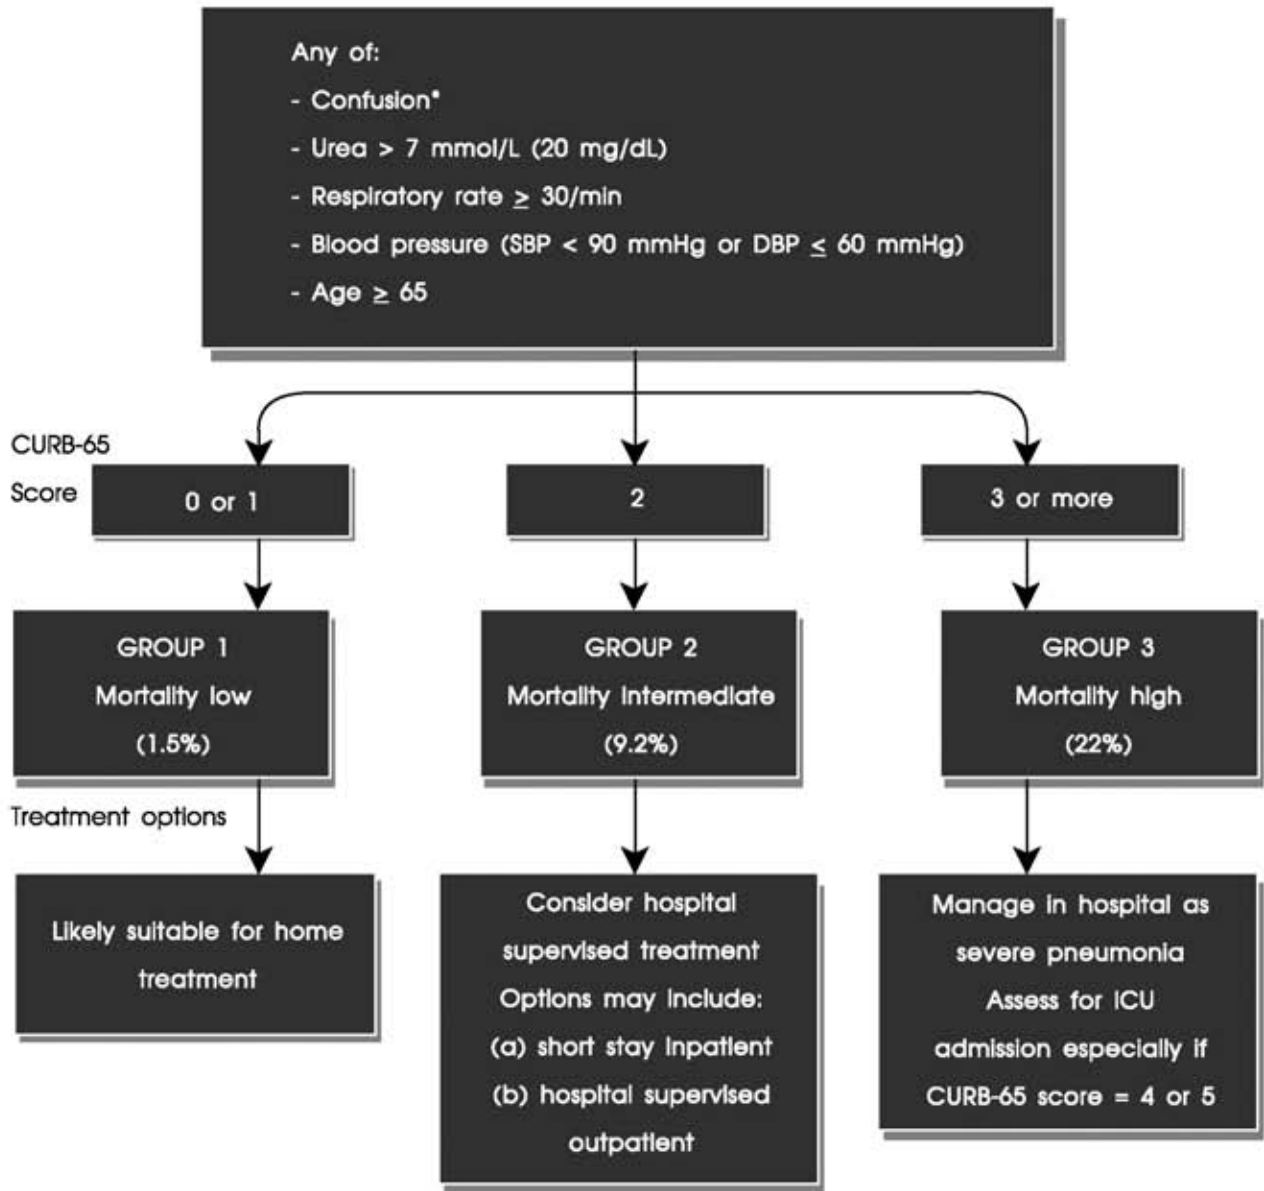 Any of:
- Confusion*
- Urea > 7 mmol/L (20 mg/dL)
- Respiratory rate ≥ 30/min
- Blood pressure (SBP < 90 mmHg or DBP ≤ 60 mmHg)
- Age ≥ 65
CURB-65
Score
0 or 1
2
3 or more
GROUP 1
Mortality low
(1.5%)
GROUP 2
Mortality intermediate
(9.2%)
GROUP 3
Mortality high
(22%)
Treatment options
Likely suitable for home
treatment
Consider hospital
supervised treatment
Options may include:
(a) short stay inpatient
(b) hospital supervised
outpatient
Manage in hospital as
severe pneumonia
Assess for ICU
admission especially if
CURB-65 score = 4 or 5